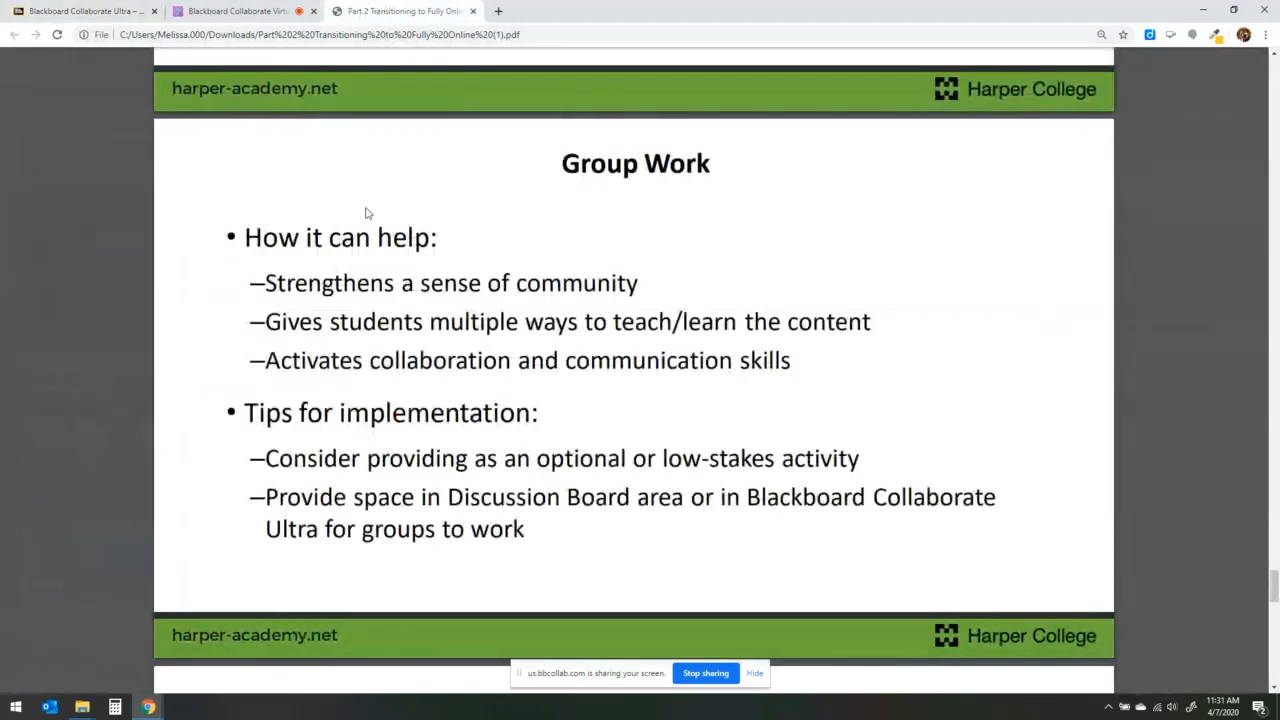 Blackboard Collaborate Ultra –
Blackboard Collaborate Virtu
Part 2 Transitioning to Fully Onli
File
C:/Users/Melissa.000/Downloads/Part%202%20Transitioning%20to%20Fully%20Online%20(1).pdf
harper-academy.net
Harper College
Group Work
• How it can help:
–Strengthens a sense of community
–Gives students multiple ways to teach/learn the content
–Activates collaboration and communication skills
• Tips for implementation:
–Consider providing as an optional or low-stakes activity
–Provide space in Discussion Board area or in Blackboard Collaborate
Ultra for groups to work
harper-academy.net
Harper College
us.bbcollab.com is sharing your screen.
Stop sharing
Hide
11:31 AM
4/7/2020